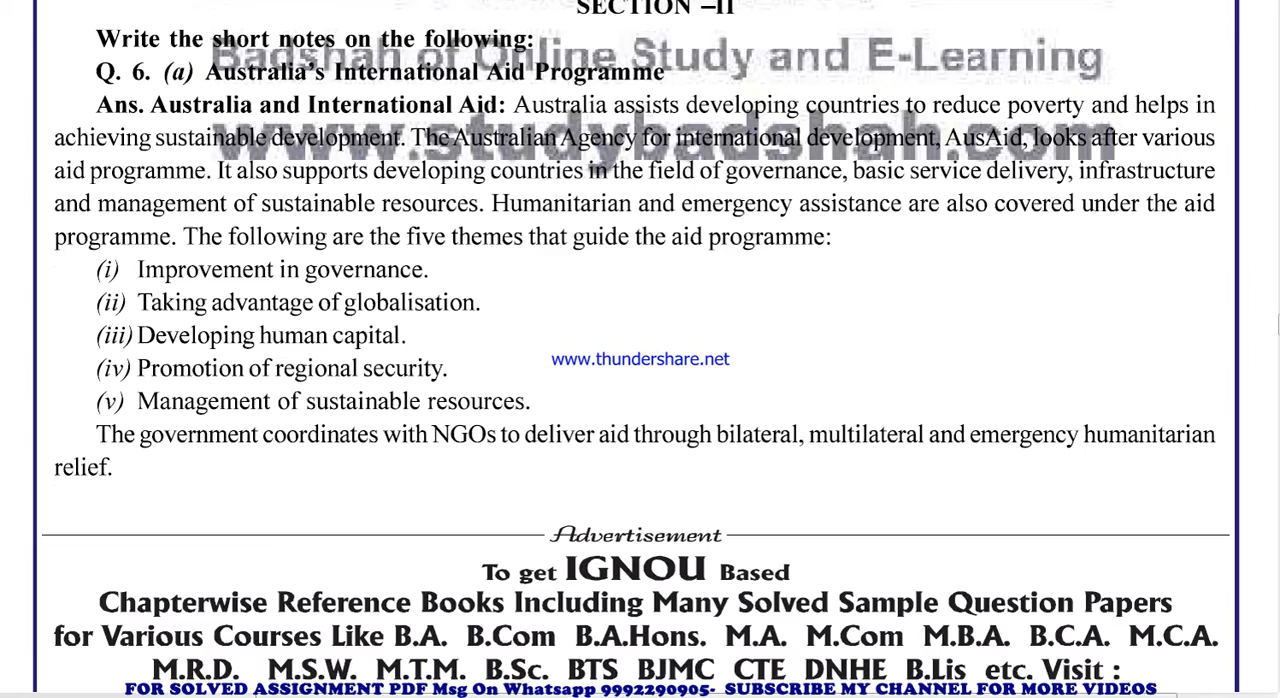 SECTION –II
Write the short notes on the following:
Badshah of Online Study and E-Learning
Q. 6. (a) Australia's International Aid Programme
Ans. Australia and International Aid: Australia assists developing countries to reduce poverty and helps in
achieving sustainable development. The Australian Agency for international development, AusAid, looks after various
www.studybadshah.com
aid programme. It also supports developing countries in the field of governance, basic service delivery, infrastructure
and management of sustainable resources. Humanitarian and emergency assistance are also covered under the aid
programme. The following are the five themes that guide the aid programme:
(i) Improvement in governance.
(ii) Taking advantage of globalisation.
(iii) Developing human capital.
www.thundershare.net
(iv) Promotion of regional security.
(v) Management of sustainable resources.
The government coordinates with NGOs to deliver aid through bilateral, multilateral and emergency humanitarian
relief.
Advertisement
To get IGNOU Based
Chapterwise Reference Books Including Many Solved Sample Question Papers
for Various Courses Like B.A. B.Com B.A.Hons. M.A. M.Com M.B.A. B.C.A. M.C.A.
M.R.D. M.S.W. M.T.M. B.Sc. BTS BJMC CTE DNHE B.Lis etc. Visit :
FOR SOLVED ASSIGNMENT PDF Msg On Whatsapp 9992290905- SUBSCRIBE MY CHANNEL FOR MORE VIDEOS